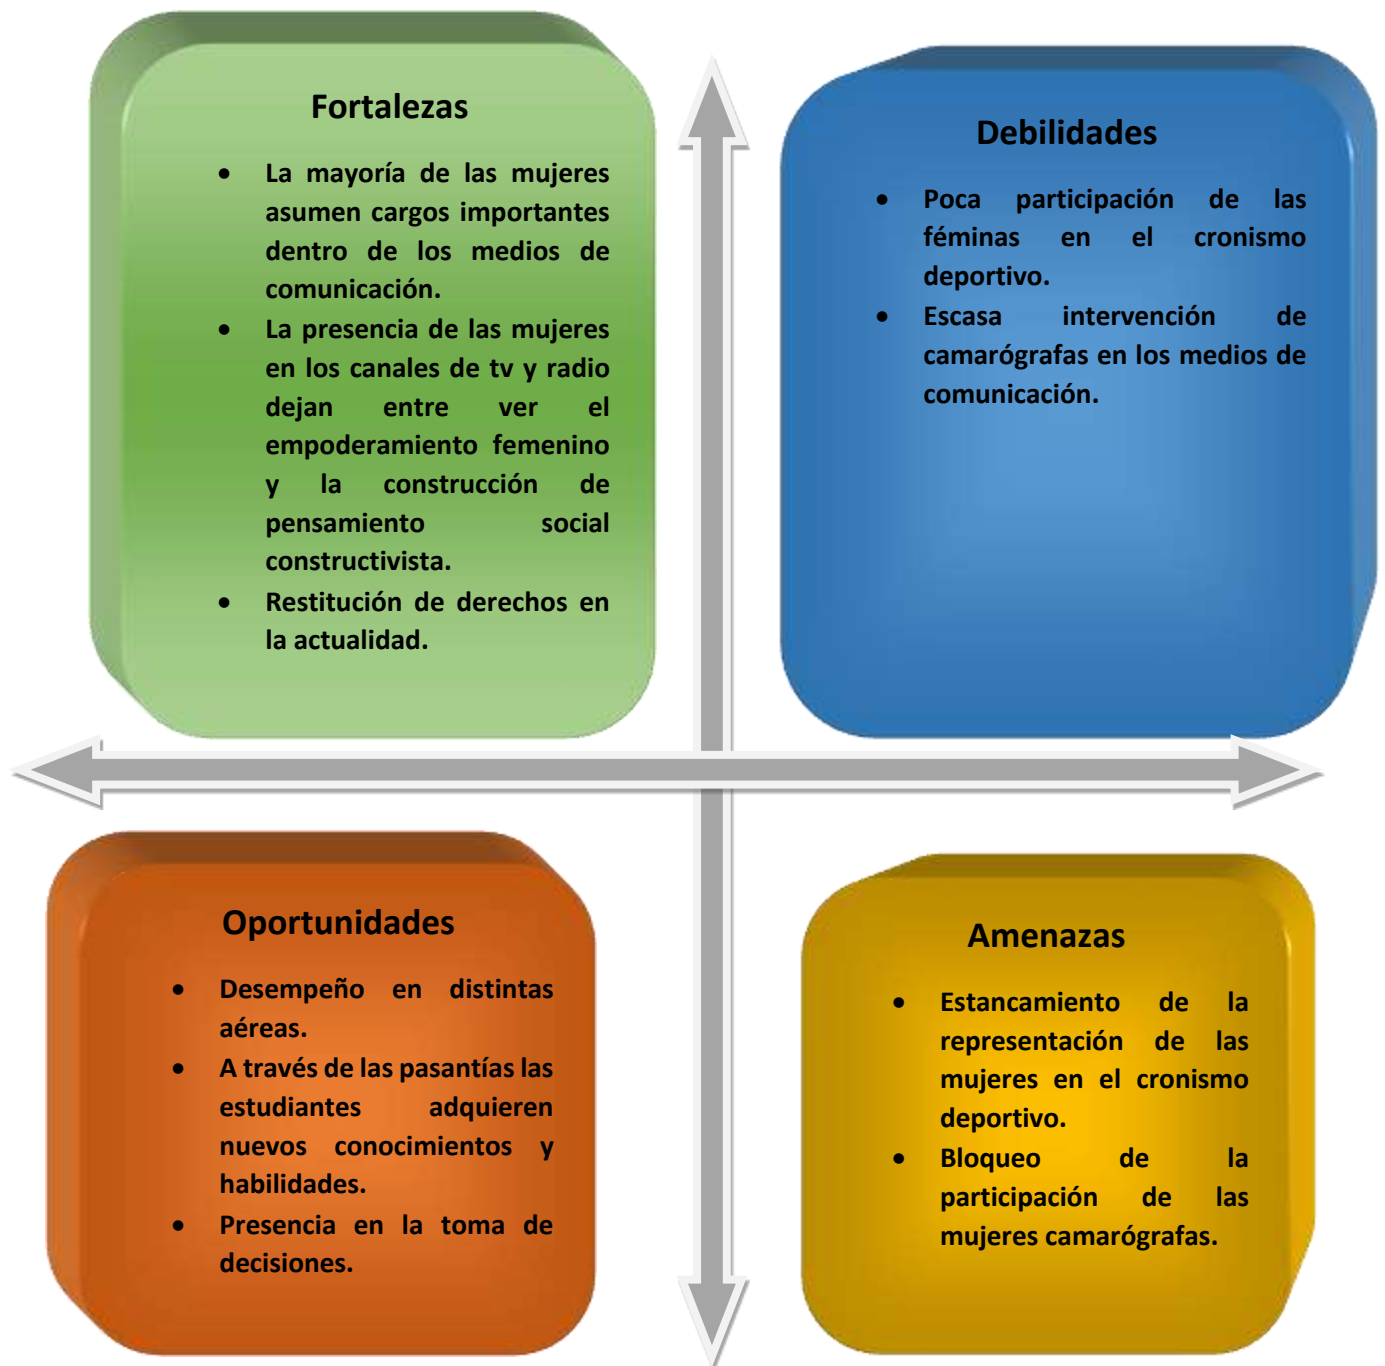 Fortalezas
• La mayoría de las mujeres
asumen cargos importantes
dentro de los medios de
comunicación.
• La presencia de las mujeres
en los canales de tv y radio
dejan entre ver el
empoderamiento femenino
y la construcción de
pensamiento social
constructivista.
• Restitución de derechos en
la actualidad.
Debilidades
• Poca participación de las
féminas en el cronismo
deportivo.
• Escasa intervención de
camarógrafas en los medios de
comunicación.
Oportunidades
• Desempeño en distintas
aéreas.
• A través de las pasantías las
estudiantes adquieren
nuevos conocimientos y
habilidades.
• Presencia en la toma de
decisiones.
Amenazas
• Estancamiento de la
representación de las
mujeres en el cronismo
deportivo.
• Bloqueo de la
participación de las
mujeres camarógrafas.